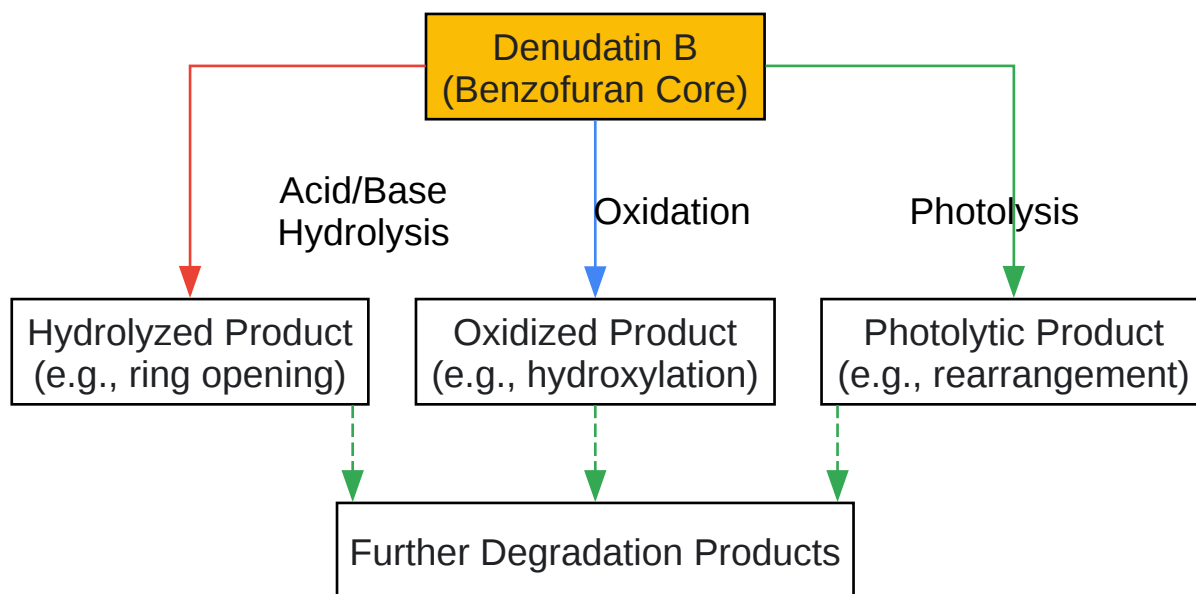 Denudatin B
(Benzofuran Core)
Acid/Base
Hydrolysis
Oxidation
Photolysis
Hydrolyzed Product
(e.g., ring opening)
Oxidized Product
(e.g., hydroxylation)
Photolytic Product
(e.g., rearrangement)
Further Degradation Products